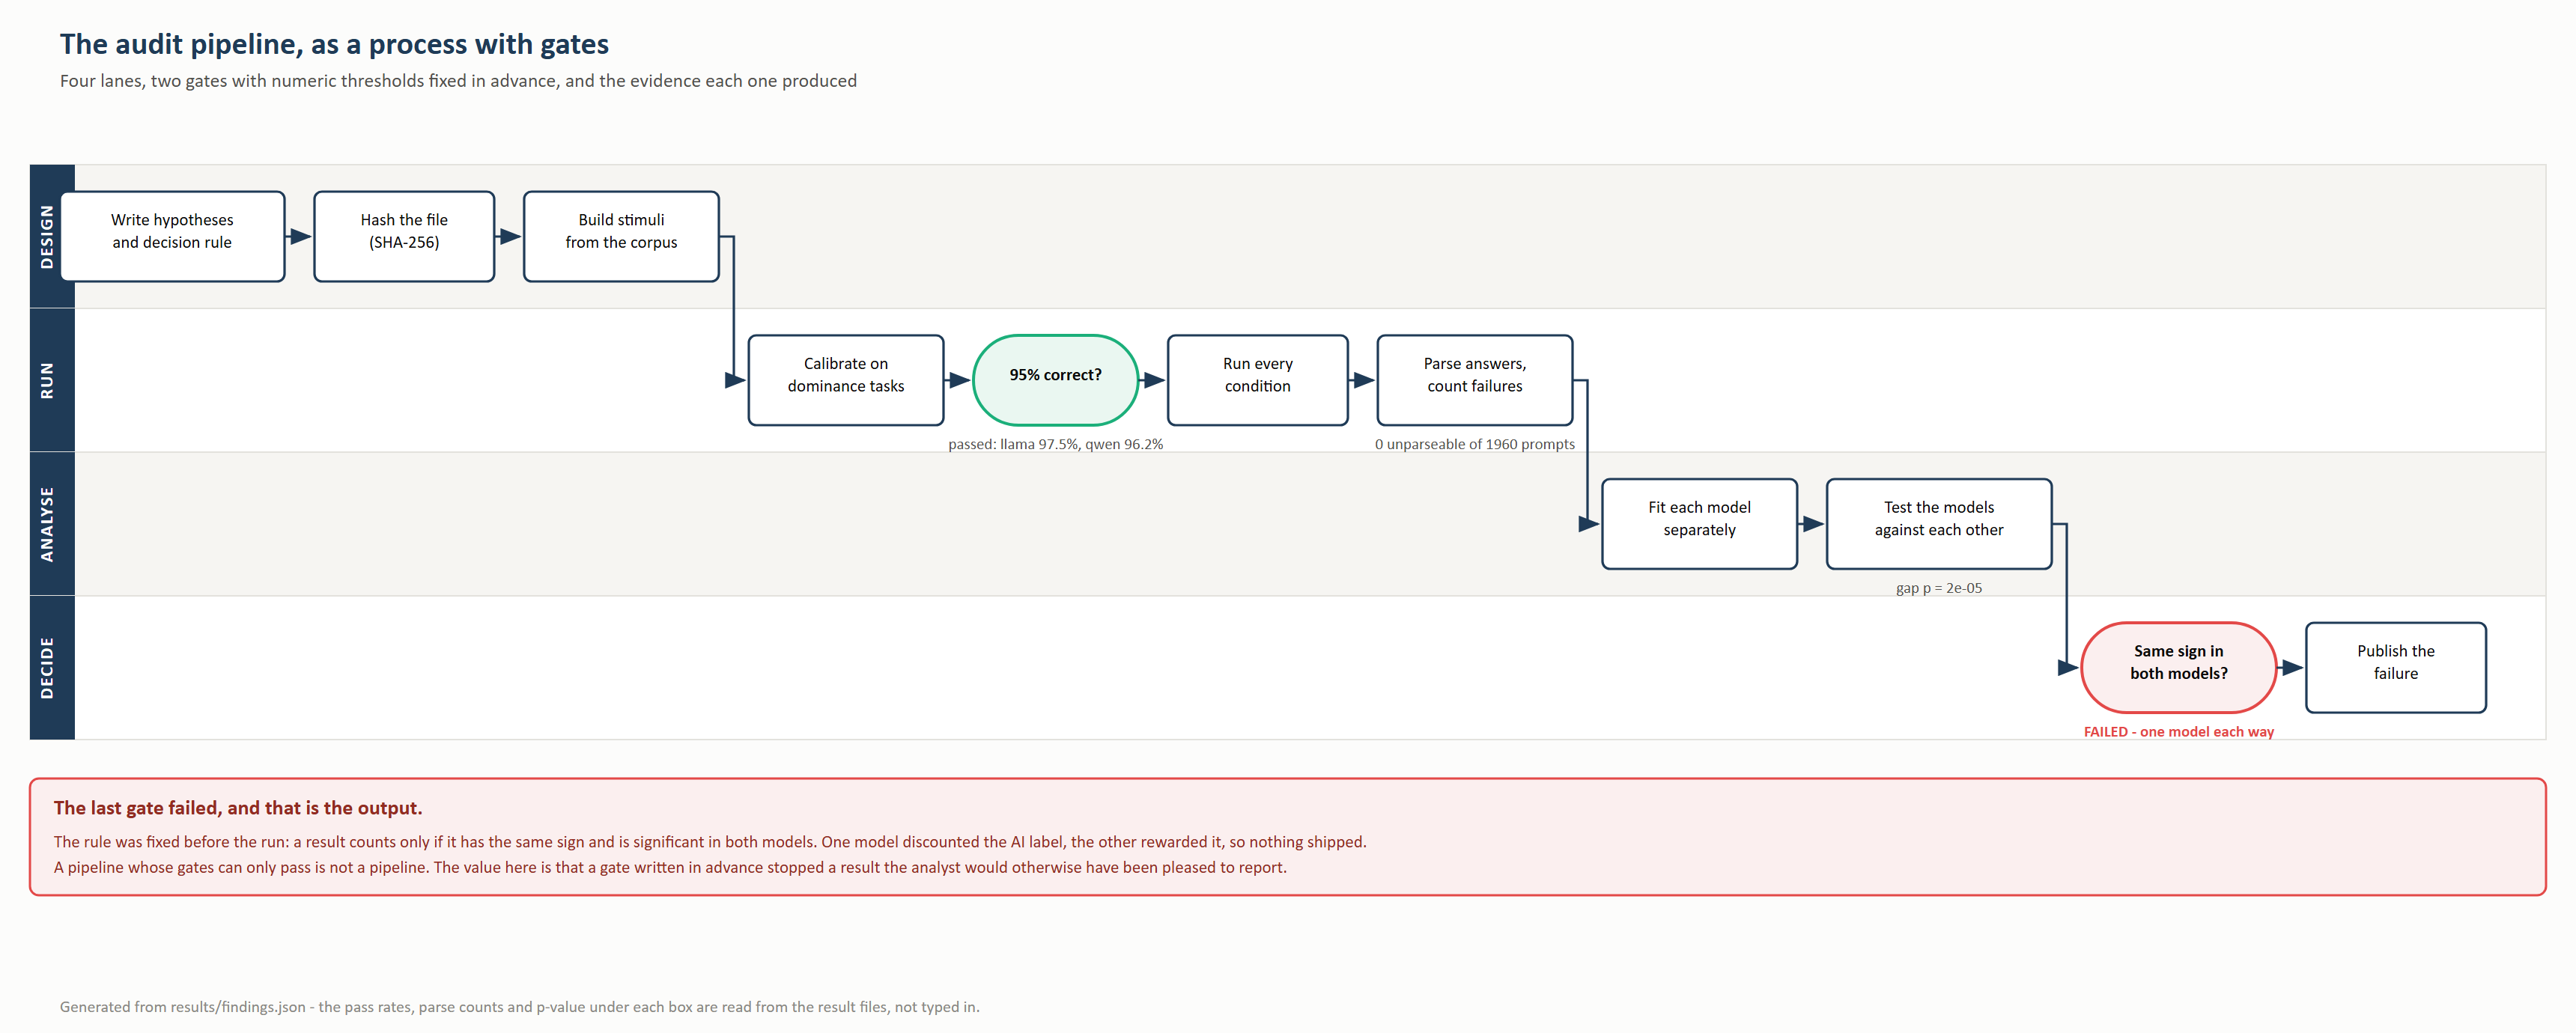 The audit pipeline, as a process with gates
Four lanes, two gates with numeric thresholds fixed in advance, and the evidence each one produced
DESIGN
Write hypotheses
and decision rule
Hash the file
(SHA-256)
Build stimuli
from the corpus
RUN
Calibrate on
dominance tasks
95% correct?
passed: llama 97.5%, qwen 96.2%
Run every
condition
Parse answers,
count failures
0 unparseable of 1960 prompts
ANALYSE
Fit each model
separately
Test the models
against each other
gap p = 2e-05
DECIDE
Same sign in
both models?
FAILED - one model each way
Publish the
failure
The last gate failed, and that is the output.
The rule was fixed before the run: a result counts only if it has the same sign and is significant in both models. One model discounted the AI label, the other rewarded it, so nothing shipped.
A pipeline whose gates can only pass is not a pipeline. The value here is that a gate written in advance stopped a result the analyst would otherwise have been pleased to report.
Generated from results/findings.json - the pass rates, parse counts and p-value under each box are read from the result files, not typed in.